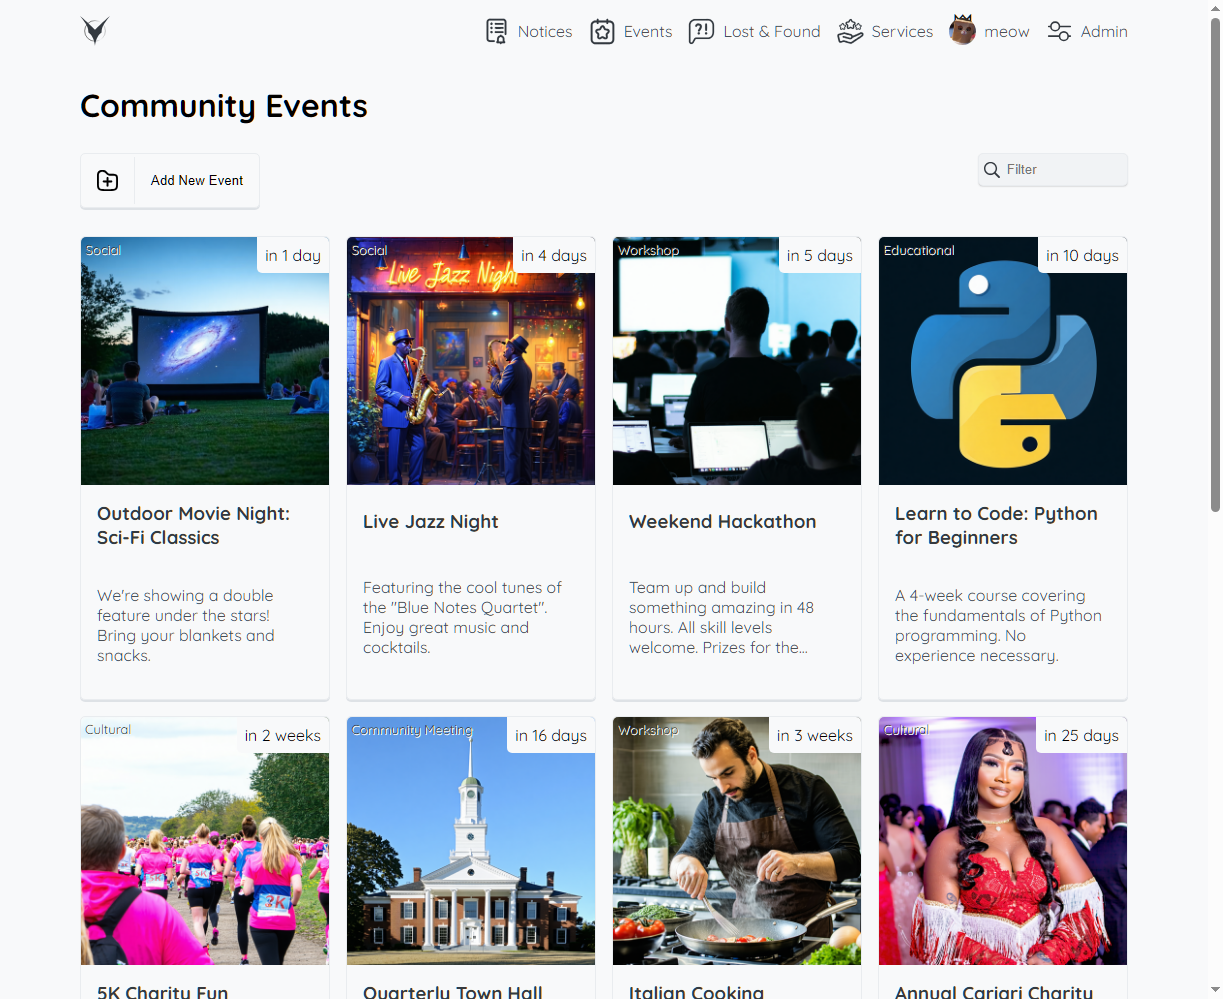 Notices
Events
Lost & Found
Services
meow
Admin
Community Events
Add New Event
Filter
Social
in 1 day
Social
in 4 days
Live Jazz Night
Workshop
in 5 days
Educational
in 10 days
Outdoor Movie Night:
Sci-Fi Classics
We're showing a double
feature under the stars!
Bring your blankets and
snacks.
Live Jazz Night
Featuring the cool tunes of
the "Blue Notes Quartet".
Enjoy great music and
cocktails.
Weekend Hackathon
Team up and build
something amazing in 48
hours. All skill levels
welcome. Prizes for the...
Learn to Code: Python
for Beginners
A 4-week course covering
the fundamentals of Python
programming. No
experience necessary.
Cultural
in 2 weeks
5K
Community Meeting
in 16 days
Workshop
in 3 weeks
Cultural
in 25 days
5K Charity Fun
Quarterly Town Hall
Italian Cooking
Annual Cariari Charity